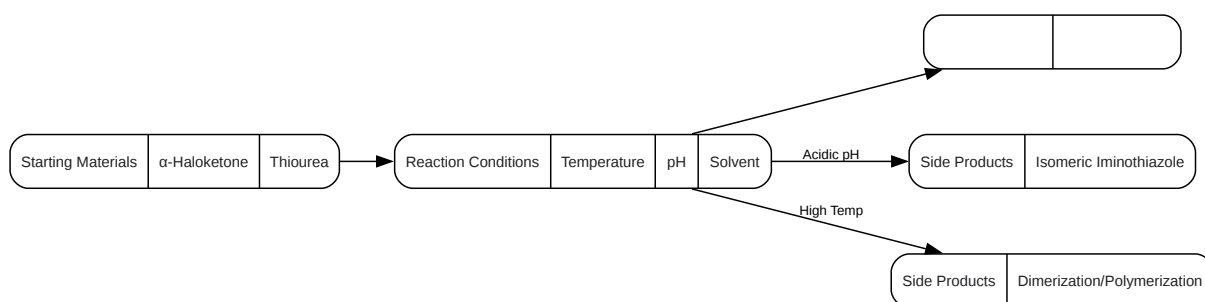 Starting Materials
α-Haloketone
Thiourea
Reaction Conditions
Temperature
pH
Solvent
Acidic pH
Side Products
Isomeric Iminothiazole
High Temp
Side Products
Dimerization/Polymerization